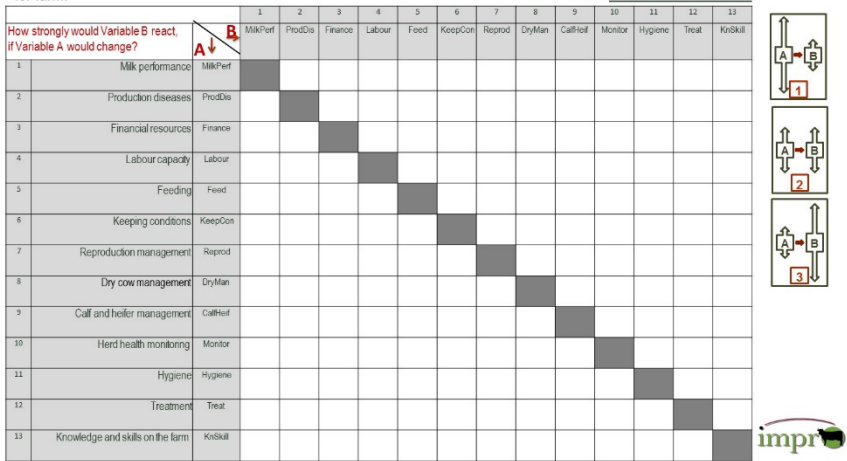 1 2 3 4 5 6 7 8 9 10 11 12 13
How strongly would Variable B react,
if Variable A would change?
A B
MilkPerf ProdDis Finance Labour Feed KeepCon Reprod DryMan CalfHeif Monitor Hygiene Treat KnSkill
1 Milk performance MilkPerf
2 Production diseases ProdDis
3 Financial resources Finance
4 Labour capacity Labour
5 Feeding Feed
6 Keeping conditions KeepCon
7 Reproduction management Reprod
8 Dry cow management DryMan
9 Calf and heifer management CalfHeif
10 Herd health monitoring Monitor
11 Hygiene Hygiene
12 Treatment Treat
13 Knowledge and skills on the farm KnSkill
A B
1
A B
2
A B
3
impr